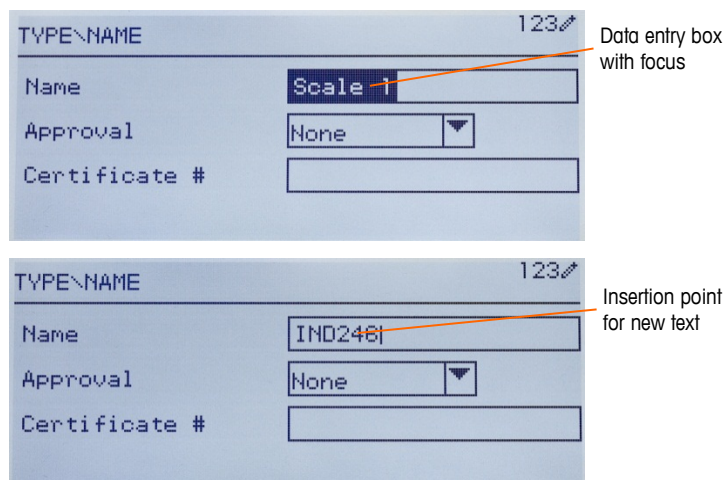 TYPE\NAME 123
Name Scale 1
Approval None
Certificate #
Data entry box
with focus
TYPE\NAME 123
Name IND246
Approval None
Certificate #
Insertion point
for new text